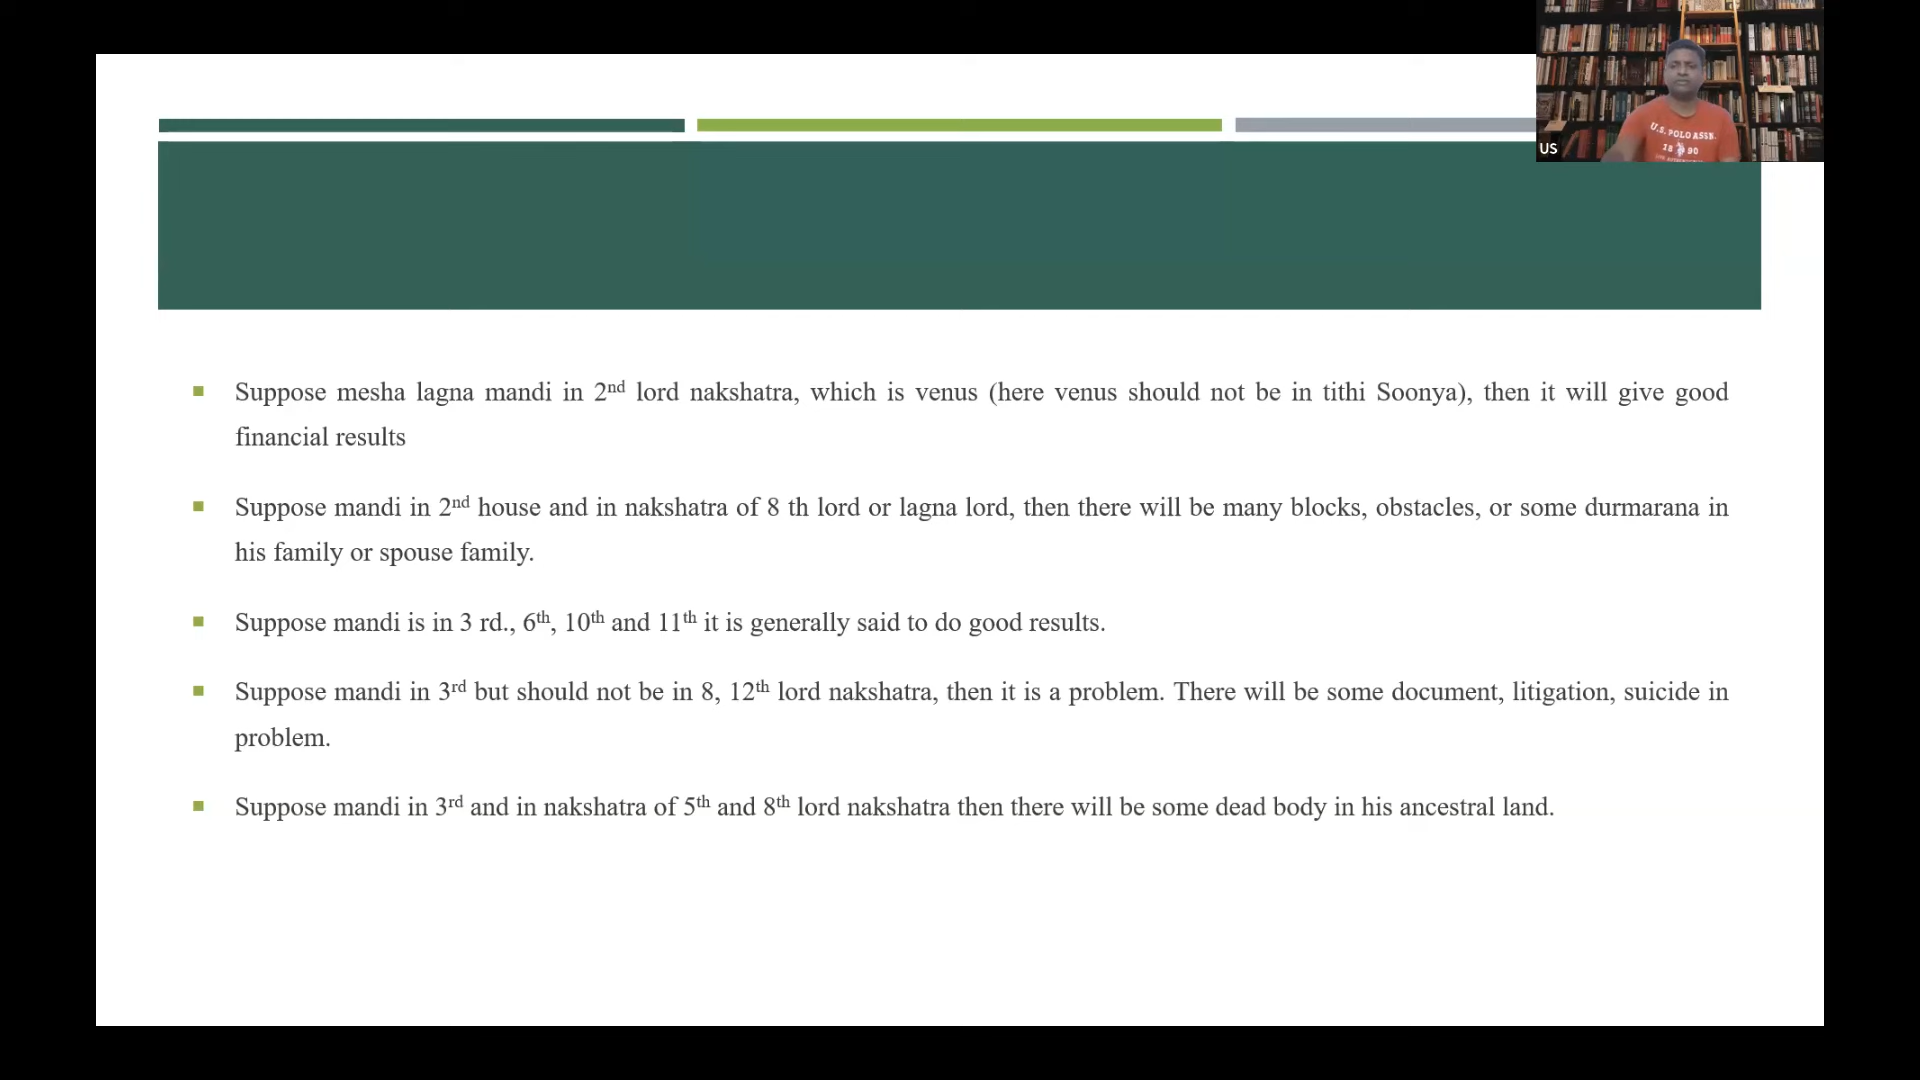 US
U.S. POLO ASSN.
18 90
Suppose mesha lagna mandi in 2nd lord nakshatra, which is venus (here venus should not be in tithi Soonya), then it will give good
financial results
Suppose mandi in 2nd house and in nakshatra of 8 th lord or lagna lord, then there will be many blocks, obstacles, or some durmarana in
his family or spouse family.
Suppose mandi is in 3 rd., 6th, 10th and 11th it is generally said to do good results.
Suppose mandi in 3rd but should not be in 8, 12th lord nakshatra, then it is a problem. There will be some document, litigation, suicide in
problem.
Suppose mandi in 3rd and in nakshatra of 5th and 8th lord nakshatra then there will be some dead body in his ancestral land.